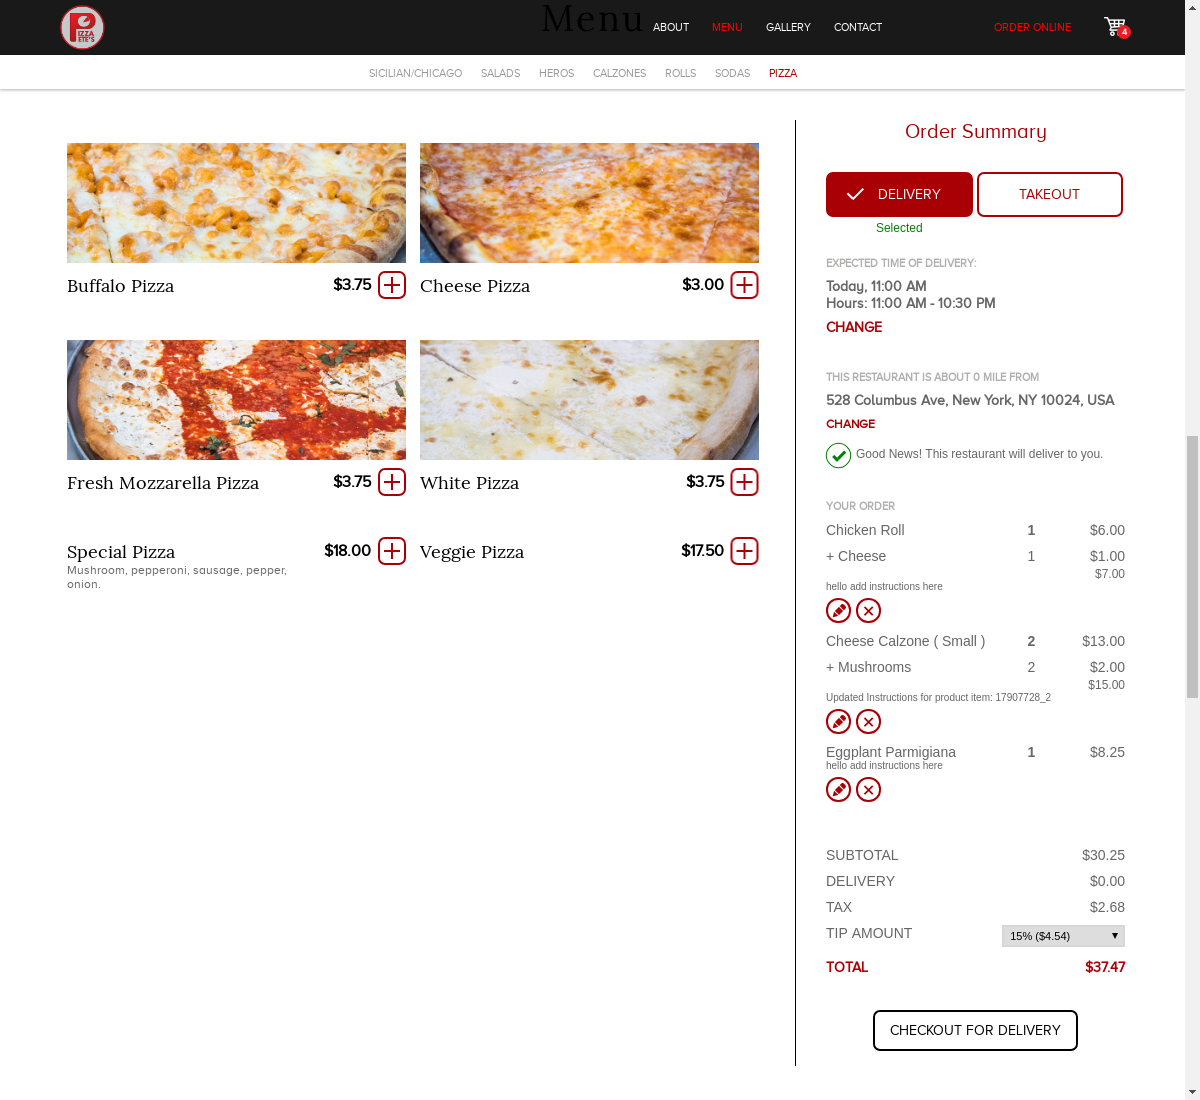 PIZZA
PETE'S
Menu
ABOUT
MENU
GALLERY
CONTACT
ORDER ONLINE
4
SICILIAN/CHICAGO
SALADS
HEROS
CALZONES
ROLLS
SODAS
PIZZA
Buffalo Pizza
$3.75
Cheese Pizza
$3.00
Fresh Mozzarella Pizza
$3.75
White Pizza
$3.75
Special Pizza
$18.00
Mushroom, pepperoni, sausage, pepper,
onion.
Veggie Pizza
$17.50
Order Summary
DELIVERY
TAKEOUT
Selected
EXPECTED TIME OF DELIVERY:
Today, 11:00 AM
Hours: 11:00 AM - 10:30 PM
CHANGE
THIS RESTAURANT IS ABOUT 0 MILE FROM
528 Columbus Ave, New York, NY 10024, USA
CHANGE
Good News! This restaurant will deliver to you.
YOUR ORDER
Chicken Roll 1 $6.00
+ Cheese 1 $1.00
$7.00
hello add instructions here
Cheese Calzone ( Small ) 2 $13.00
+ Mushrooms 2 $2.00
$15.00
Updated Instructions for product item: 17907728_2
Eggplant Parmigiana 1 $8.25
hello add instructions here
SUBTOTAL $30.25
DELIVERY $0.00
TAX $2.68
TIP AMOUNT 15% ($4.54)
TOTAL $37.47
CHECKOUT FOR DELIVERY